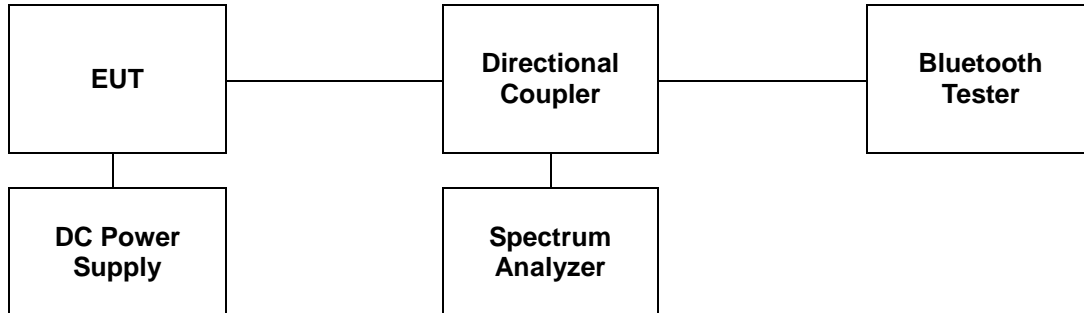 EUT
Directional
Coupler
Bluetooth
Tester
DC Power
Supply
Spectrum
Analyzer